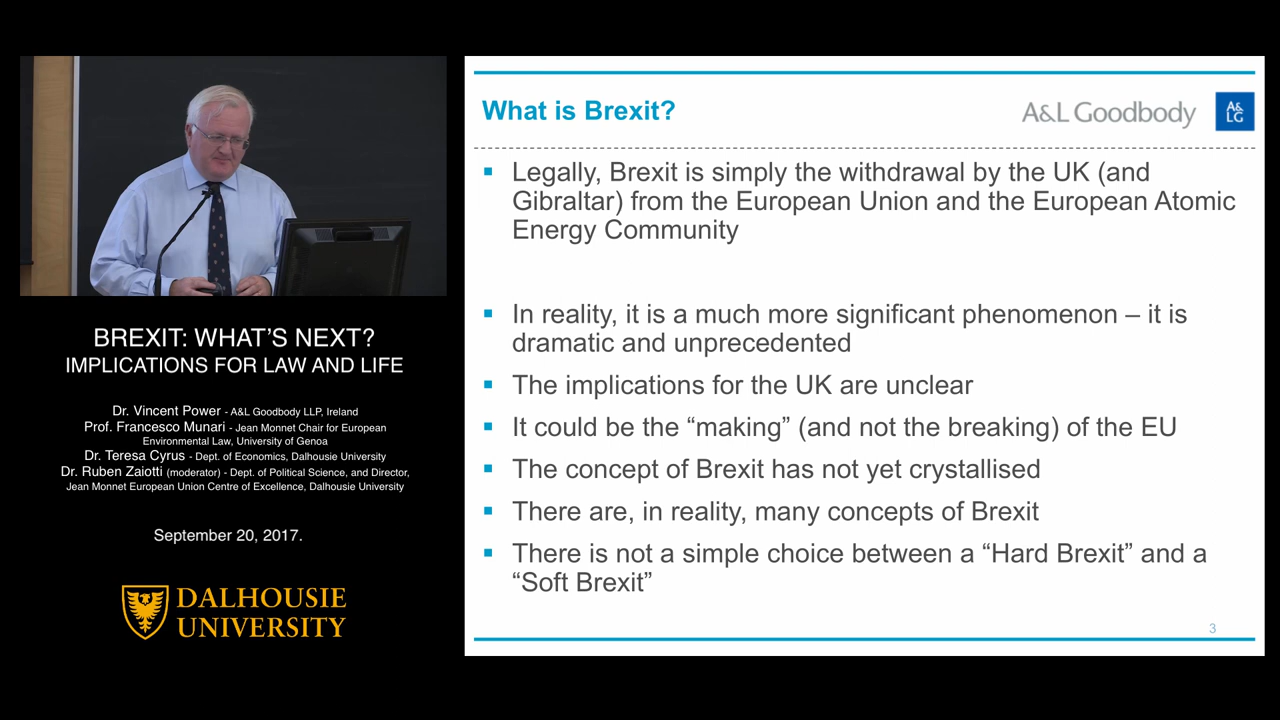 BREXIT: WHAT'S NEXT?
IMPLICATIONS FOR LAW AND LIFE
Dr. Vincent Power - A&L Goodbody LLP, Ireland
Prof. Francesco Munari - Jean Monnet Chair for European
Environmental Law, University of Genoa
Dr. Teresa Cyrus - Dept. of Economics, Dalhousie University
Dr. Ruben Zaiotti (moderator) - Dept. of Political Science, and Director,
Jean Monnet European Union Centre of Excellence, Dalhousie University
September 20, 2017.
DALHOUSIE
UNIVERSITY
What is Brexit?
A&L Goodbody
A&
LG
▪ Legally, Brexit is simply the withdrawal by the UK (and
Gibraltar) from the European Union and the European Atomic
Energy Community
▪ In reality, it is a much more significant phenomenon – it is
dramatic and unprecedented
▪ The implications for the UK are unclear
▪ It could be the “making” (and not the breaking) of the EU
▪ The concept of Brexit has not yet crystallised
▪ There are, in reality, many concepts of Brexit
▪ There is not a simple choice between a “Hard Brexit” and a
“Soft Brexit”
3